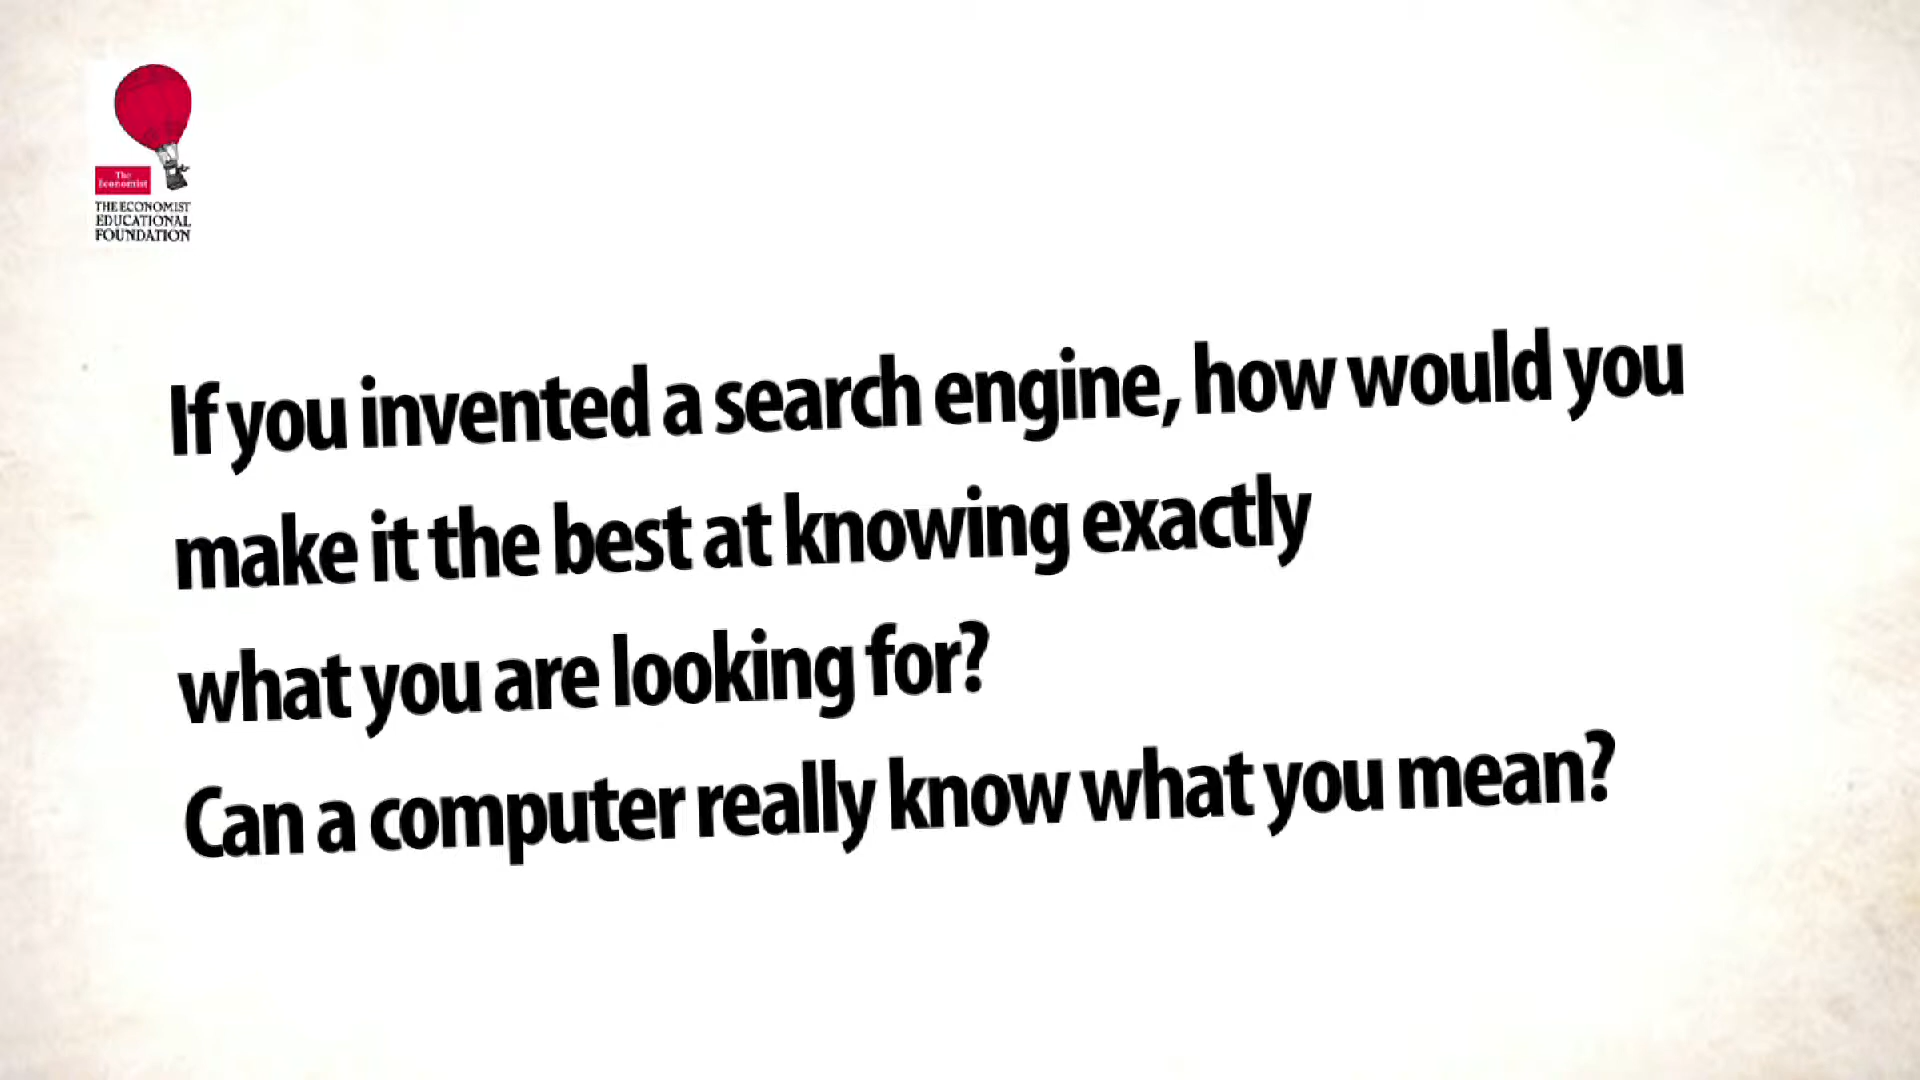 The
Economist
THE ECONOMIST
EDUCATIONAL
FOUNDATION
If you invented a search engine, how would you
make it the best at knowing exactly
what you are looking for?
Can a computer really know what you mean?